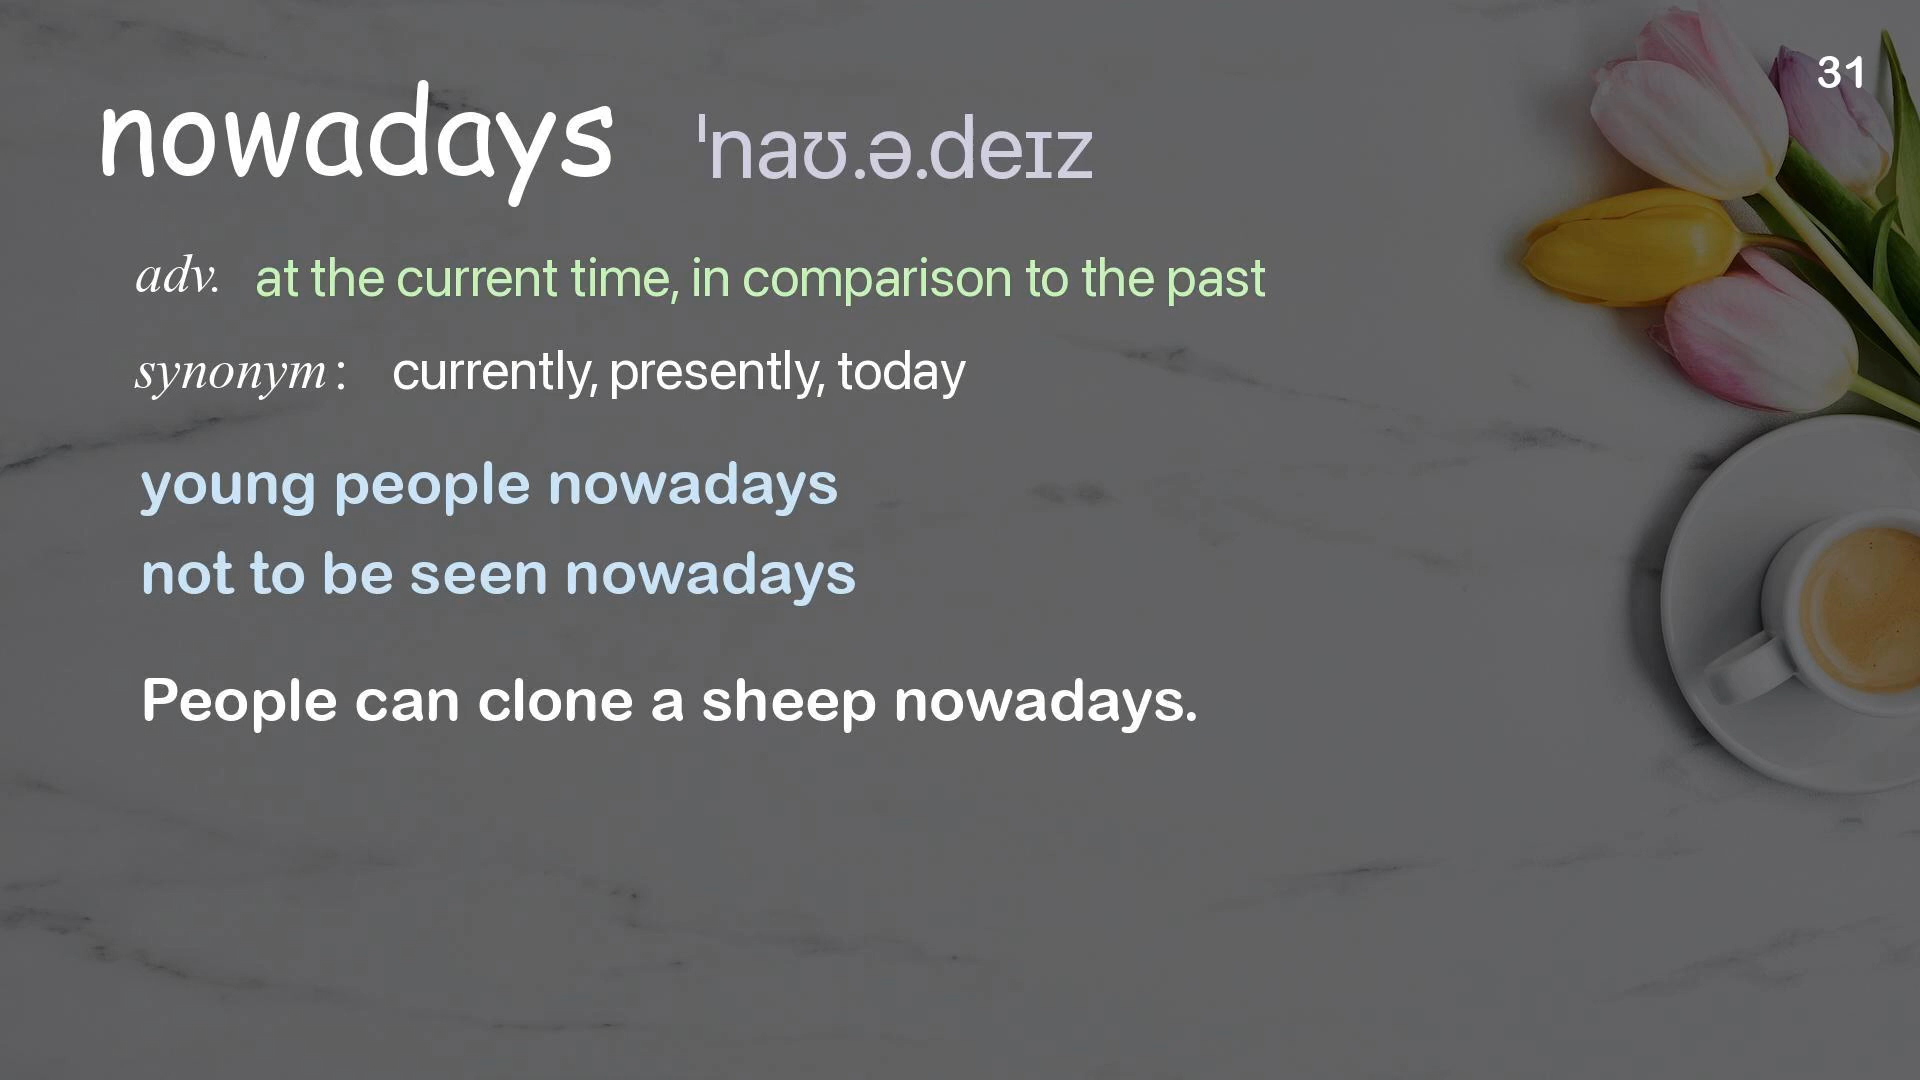 31
nowadays ˈnaʊ.ə.deɪz
adv. at the current time, in comparison to the past
synonym: currently, presently, today
young people nowadays
not to be seen nowadays
People can clone a sheep nowadays.